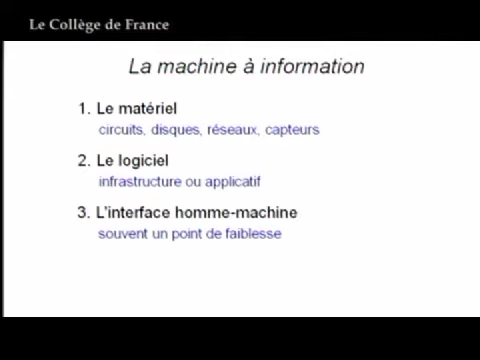 Le Collège de France
La machine à information
1. Le matériel
circuits, disques, réseaux, capteurs
2. Le logiciel
infrastructure ou applicatif
3. L'interface homme-machine
souvent un point de faiblesse